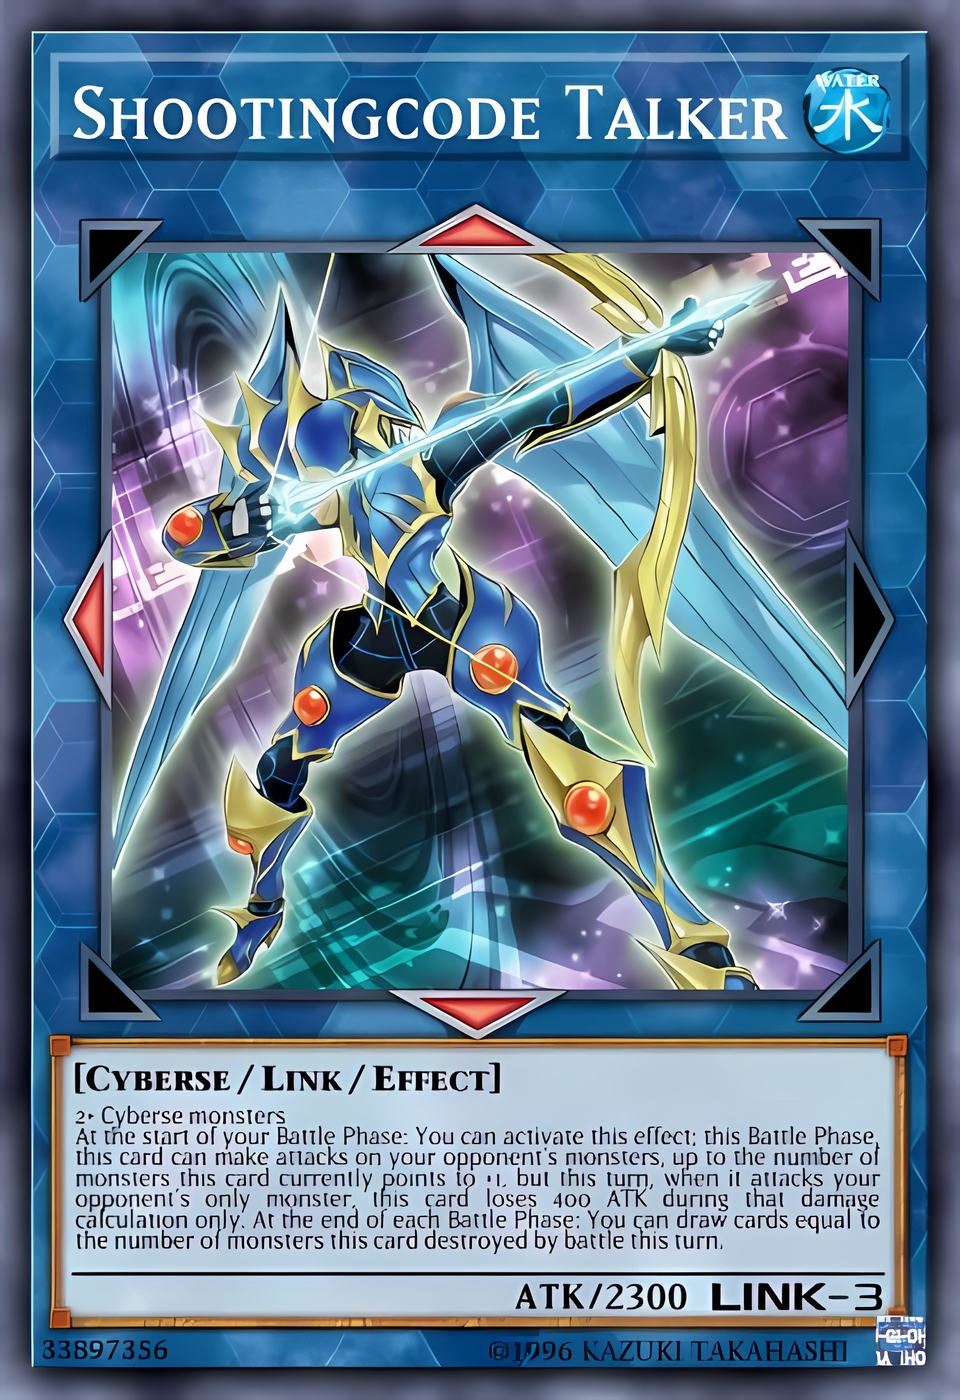 SHOOTINGCODE TALKER
WATER
水
[CYBERSE / LINK / EFFECT]
2+ Cyberse monsters
At the start of your Battle Phase: You can activate this effect; this Battle Phase,
this card can make attacks on your opponent's monsters, up to the number of
monsters this card currently points to +1, but this turn, when it attacks your
opponent's only monster, this card loses 400 ATK during that damage
calculation only. At the end of each Battle Phase: You can draw cards equal to
the number of monsters this card destroyed by battle this turn.
ATK/2300 LINK-3
33897356
©1996 KAZUKI TAKAHASHI